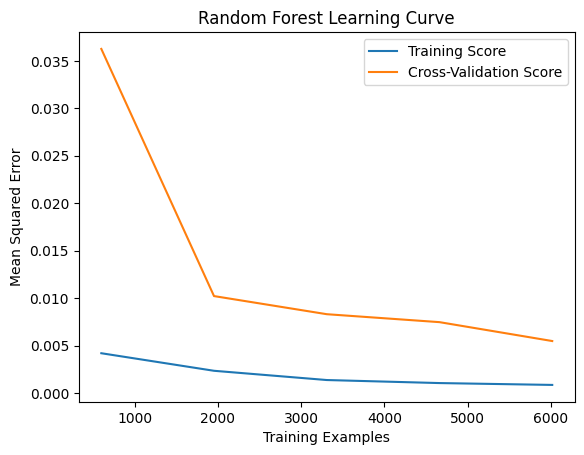 Random Forest Learning Curve
Training Score
Cross-Validation Score
Mean Squared Error
0.035
0.030
0.025
0.020
0.015
0.010
0.005
0.000
1000 2000 3000 4000 5000 6000
Training Examples